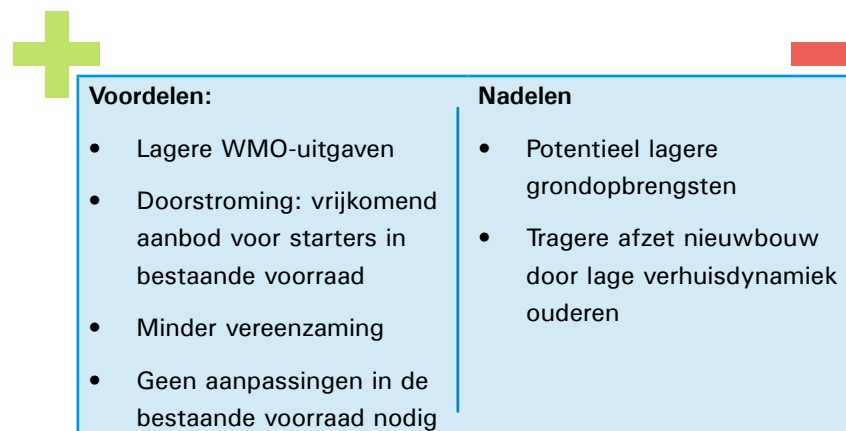 Voordelen:
• Lagere WMO-uitgaven
• Doorstroming: vrijkomend
aanbod voor starters in
bestaande voorraad
• Minder vereenzaming
• Geen aanpassingen in de
bestaande voorraad nodig
Nadelen
• Potentieel lagere
grondopbrengsten
• Tragere afzet nieuwbouw
door lage verhuisdynamiek
ouderen